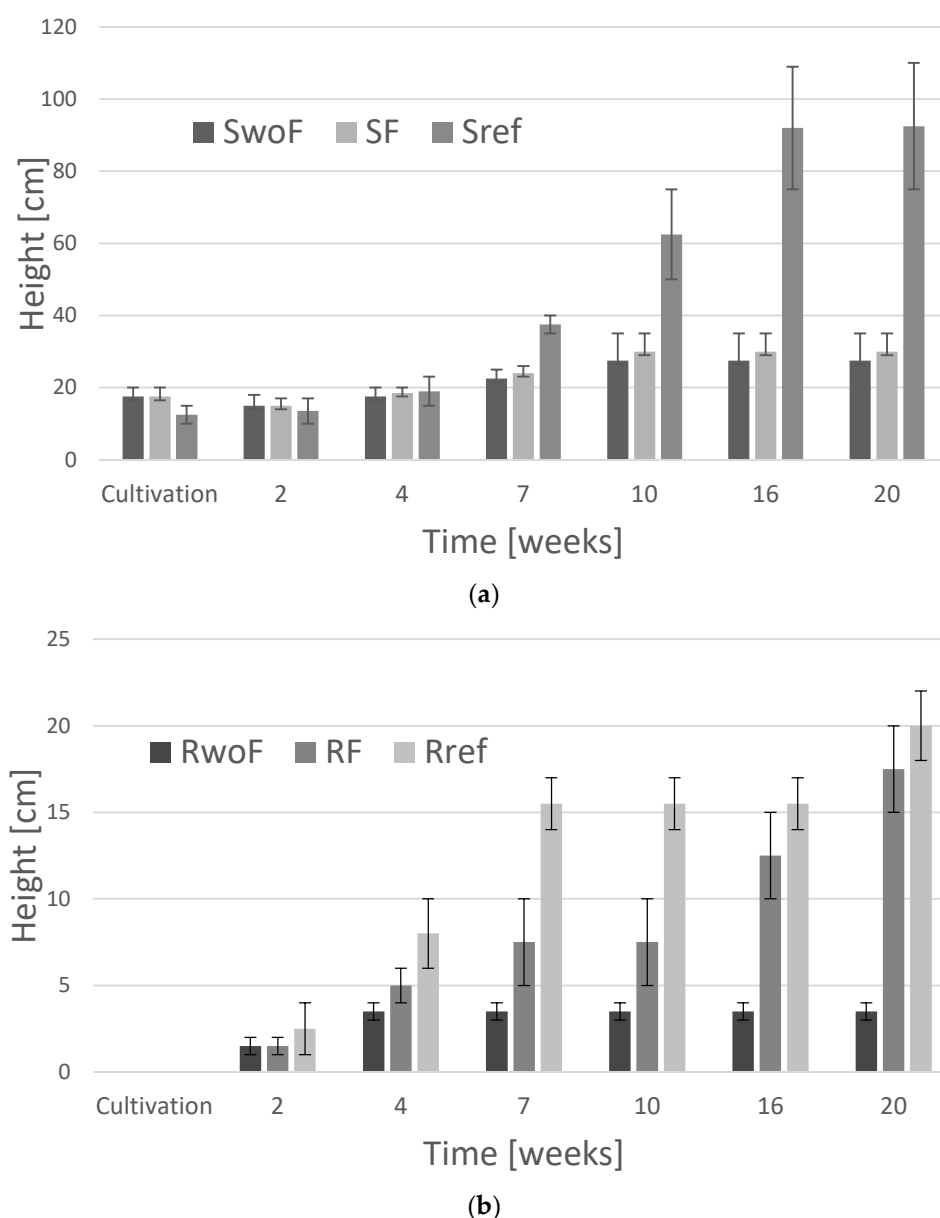 120
100
80
60
40
20
0
Height [cm]
SwoF SF Sref
Cultivation 2 4 7 10 16 20
Time [weeks]
(a)
25
20
15
10
5
0
Height [cm]
RwoF RF Rref
Cultivation 2 4 7 10 16 20
Time [weeks]
(b)